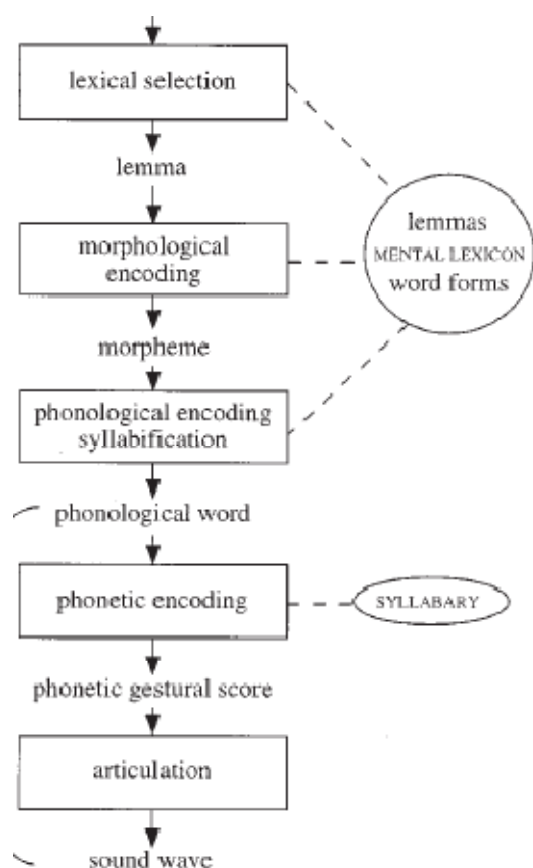 lexical selection
lemma
lemmas
MENTAL LEXICON
word forms
morphological
encoding
morpheme
phonological encoding
syllabification
phonological word
phonetic encoding
SYLLABARY
phonetic gestural score
articulation
sound wave